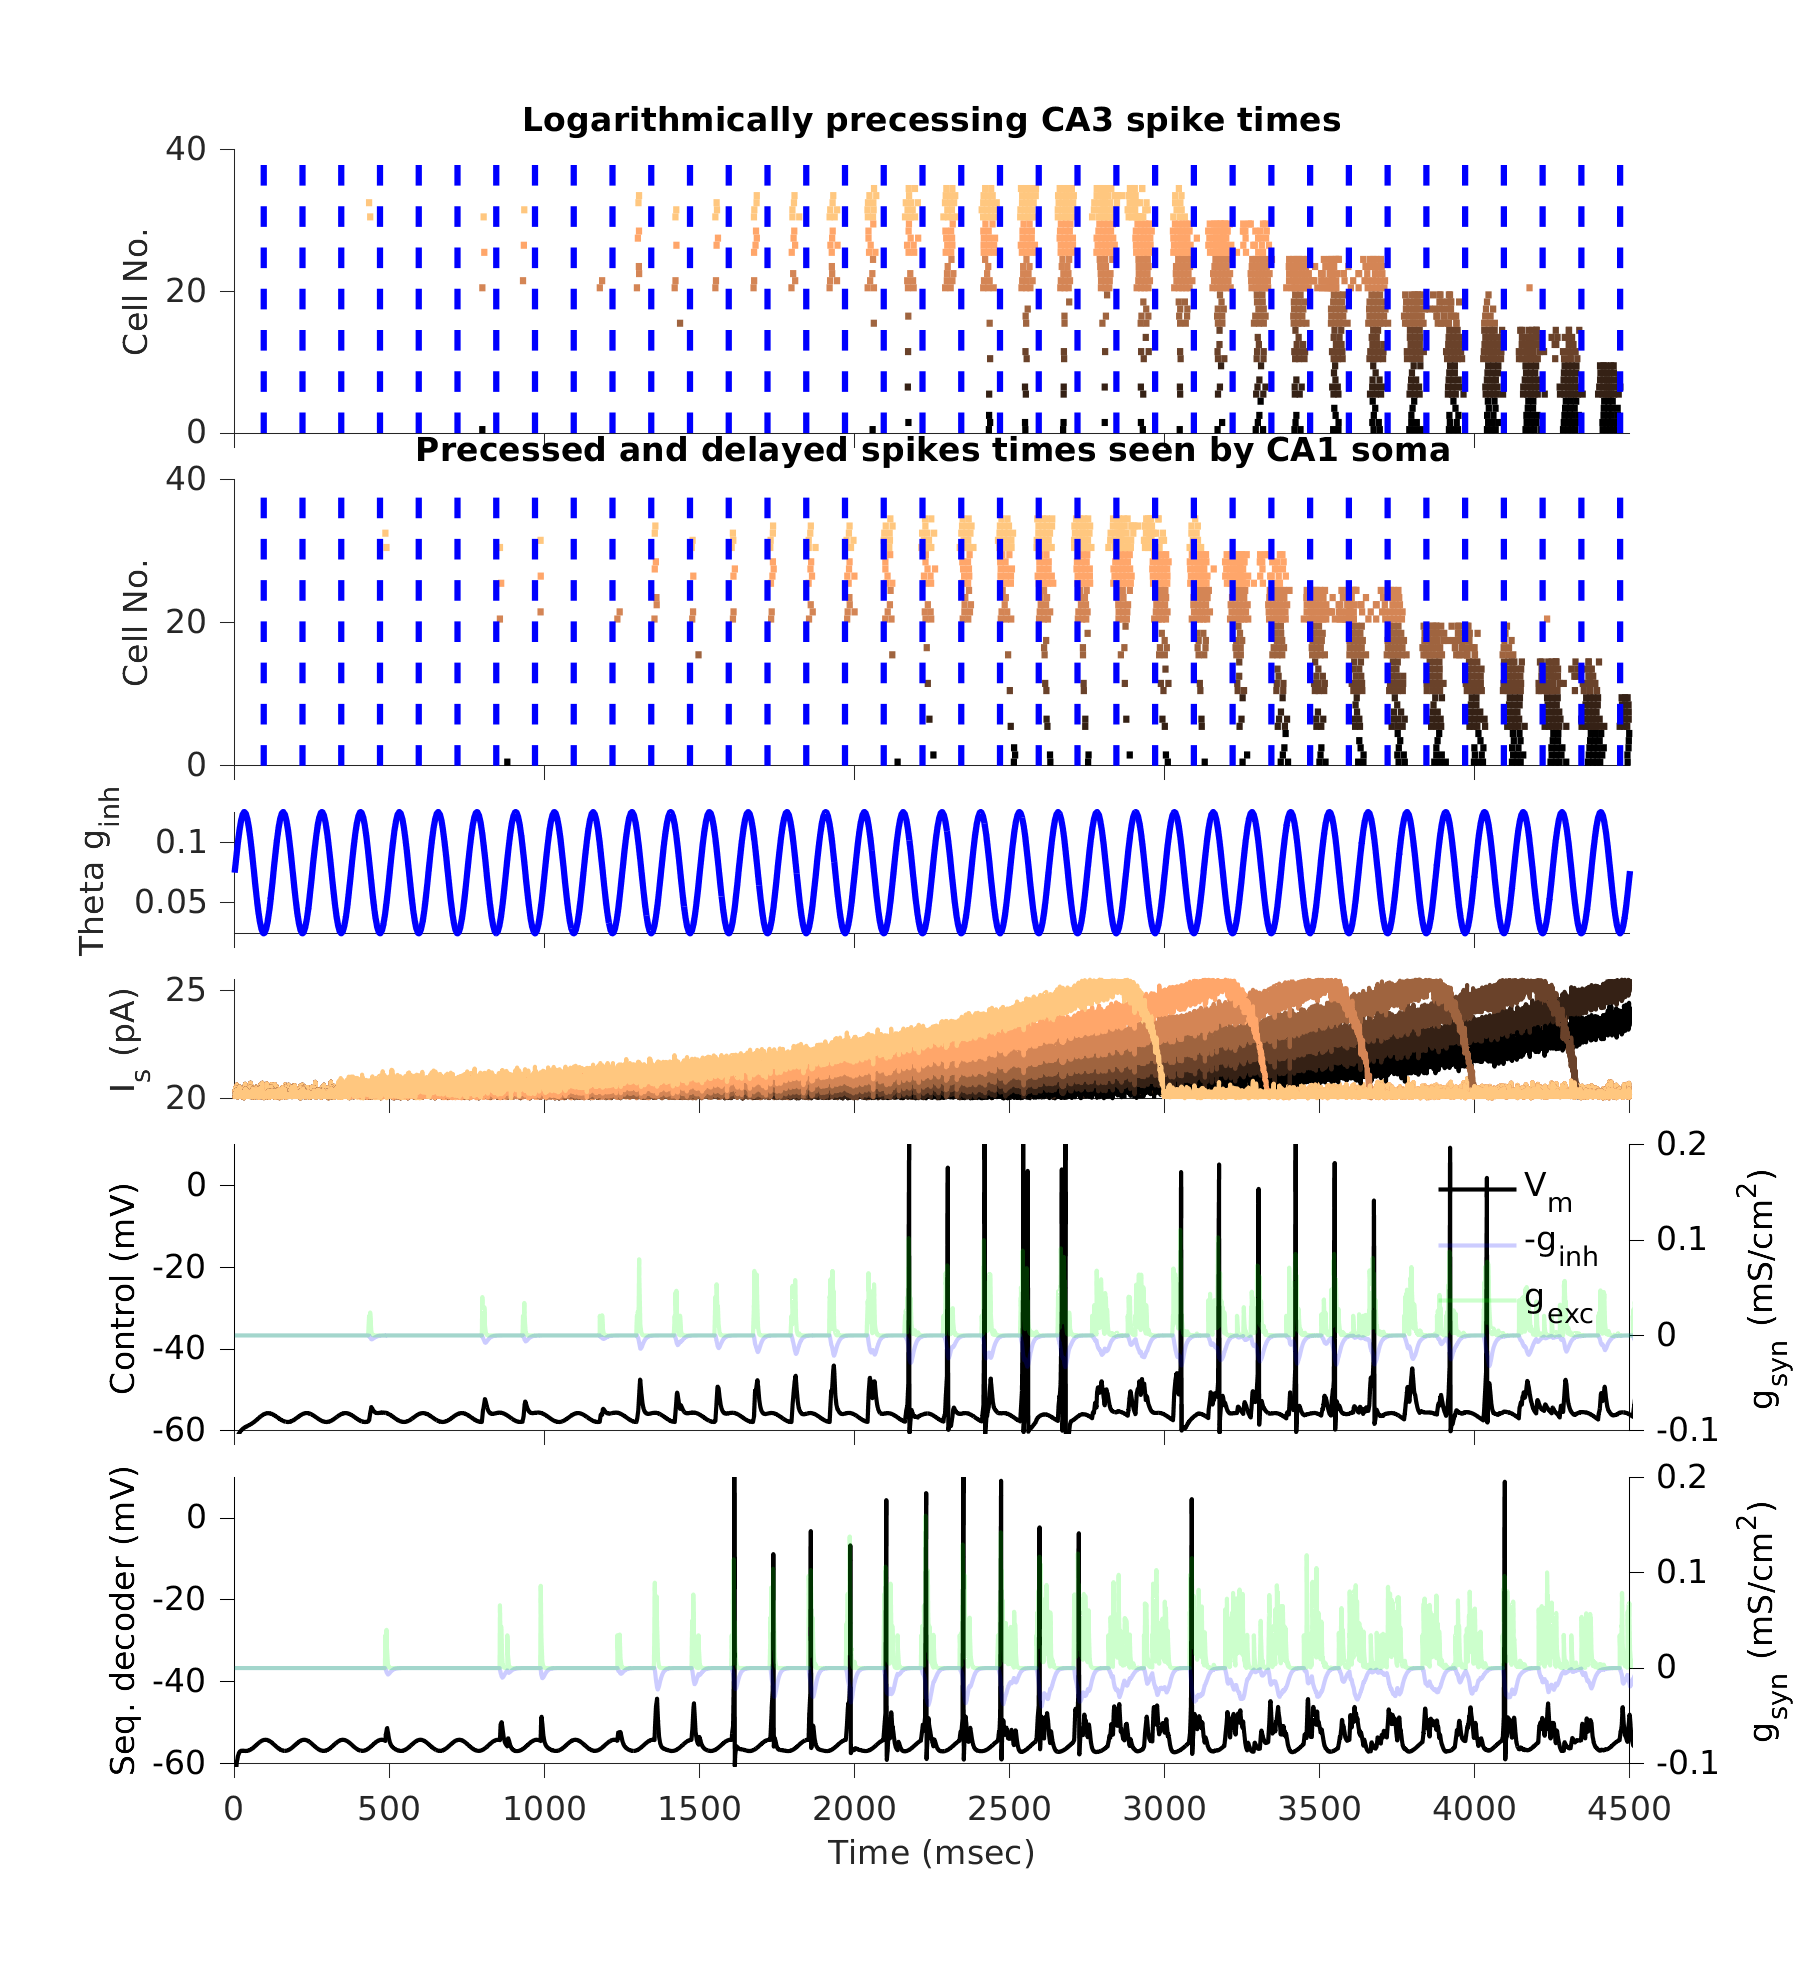 Logarithmically precessing CA3 spike times
40
20
0
Cell No.
Precessed and delayed spikes times seen by CA1 soma
40
20
0
Cell No.
0.1
0.05
Theta g_inh
25
20
I_s (pA)
0
-20
-40
-60
Control (mV)
V_m
-g_inh
g_exc
0.2
0.1
0
-0.1
g_syn (mS/cm²)
0
-20
-40
-60
Seq. decoder (mV)
0.2
0.1
0
-0.1
g_syn (mS/cm²)
0 500 1000 1500 2000 2500 3000 3500 4000 4500
Time (msec)